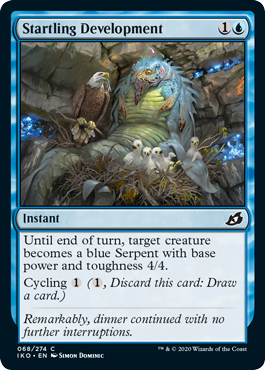 Startling Development 1
Instant
Until end of turn, target creature
becomes a blue Serpent with base
power and toughness 4/4.
Cycling 1 (1, Discard this card: Draw
a card.)
Remarkably, dinner continued with no
further interruptions.
068/274 C
IKO • EN SIMON DOMINIC
™ & © 2020 Wizards of the Coast